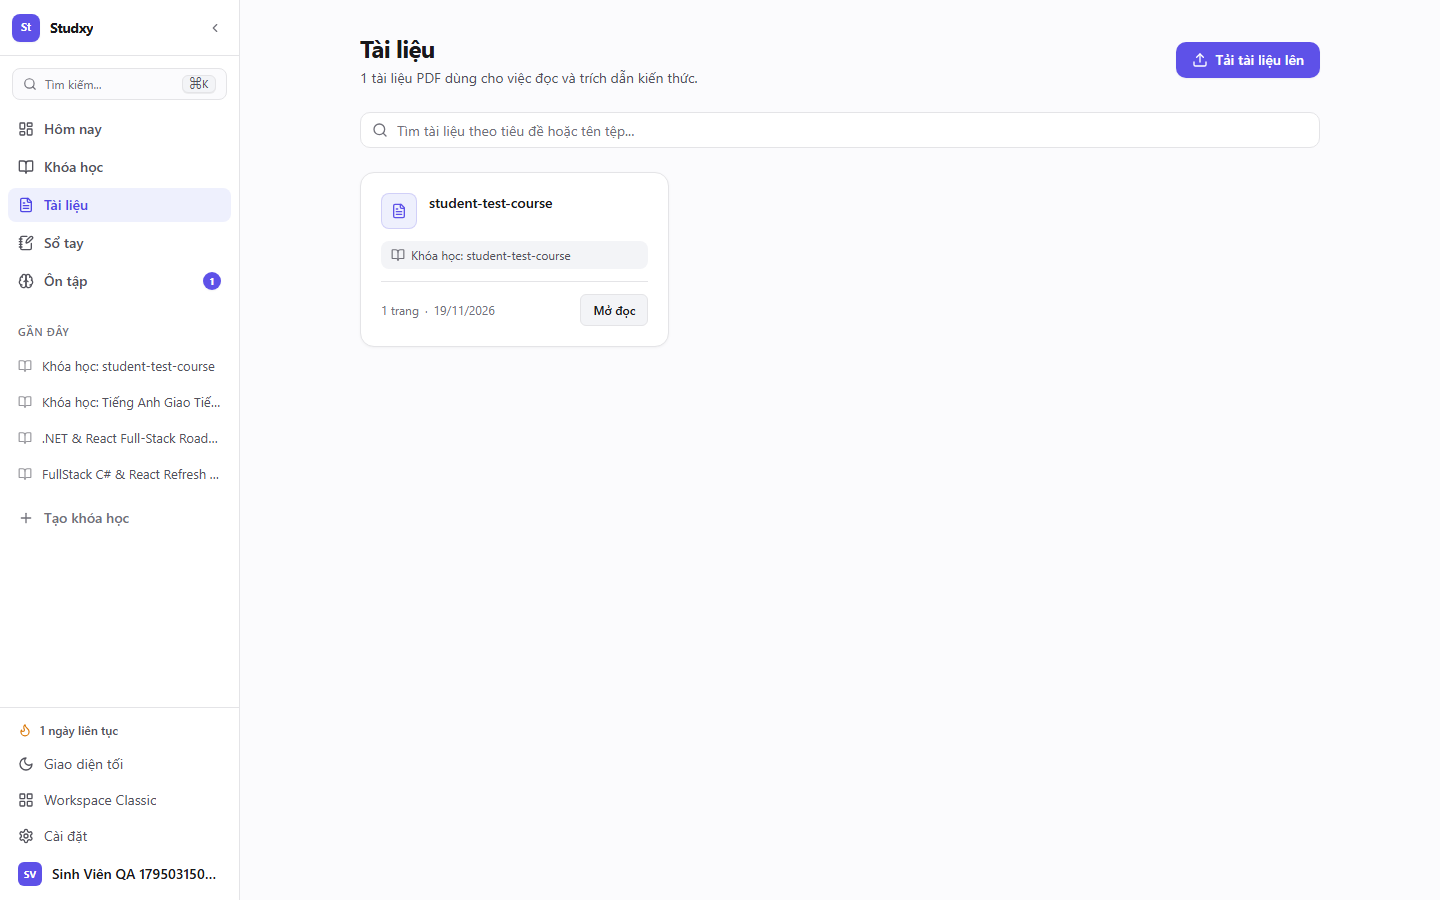 St Studxy
Tìm kiếm... ⌘K
Hôm nay
Khóa học
Tài liệu
Sổ tay
Ôn tập 1
GẦN ĐÂY
Khóa học: student-test-course
Khóa học: Tiếng Anh Giao Tiế...
.NET & React Full-Stack Road...
FullStack C# & React Refresh ...
Tạo khóa học
1 ngày liên tục
Giao diện tối
Workspace Classic
Cài đặt
SV Sinh Viên QA 179503150...
Tài liệu
1 tài liệu PDF dùng cho việc đọc và trích dẫn kiến thức.
Tải tài liệu lên
Tìm tài liệu theo tiêu đề hoặc tên tệp...
student-test-course
Khóa học: student-test-course
1 trang · 19/11/2026
Mở đọc